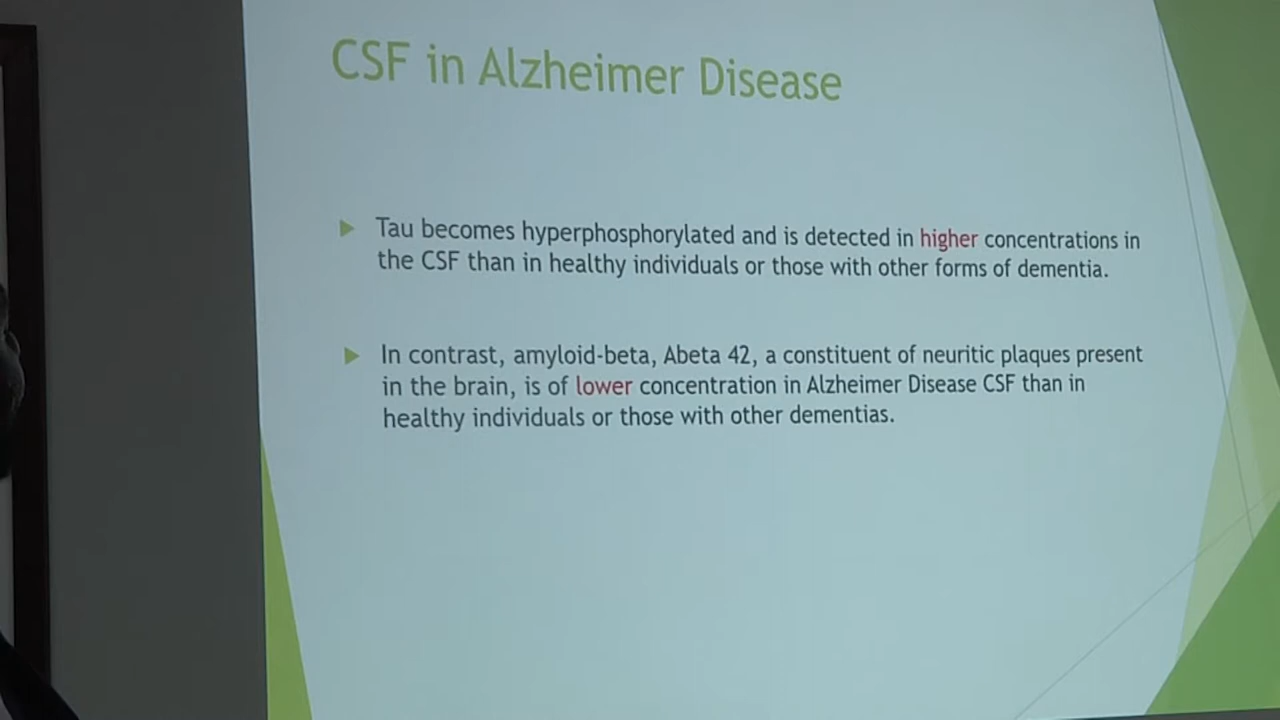 CSF in Alzheimer Disease
Tau becomes hyperphosphorylated and is detected in higher concentrations in
the CSF than in healthy individuals or those with other forms of dementia.
In contrast, amyloid-beta, Abeta 42, a constituent of neuritic plaques present
in the brain, is of lower concentration in Alzheimer Disease CSF than in
healthy individuals or those with other dementias.